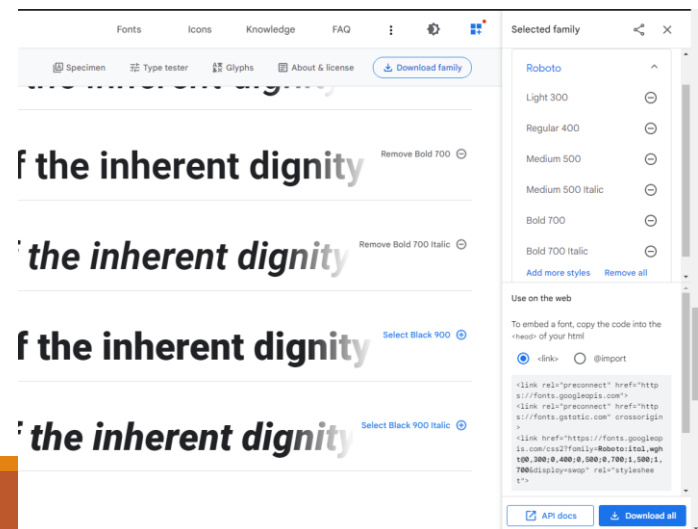 Fonts Icons Knowledge FAQ
Specimen Type tester Glyphs About & license Download family
f the inherent dignity
Remove Bold 700
the inherent dignity
Remove Bold 700 Italic
f the inherent dignity
Select Black 900
the inherent dignity
Select Black 900 Italic
Selected family
Roboto
Light 300
Regular 400
Medium 500
Medium 500 Italic
Bold 700
Bold 700 Italic
Add more styles Remove all
Use on the web
To embed a font, copy the code into the
<head> of your html
<link> @import
<link rel="preconnect" href="http
s://fonts.googleapis.com">
<link rel="preconnect" href="http
s://fonts.gstatic.com" crossorigin
>
<link href="https://fonts.googleap
is.com/css2?family=Roboto:ital,wgh
t@0,300;0,400;0,500;0,700;1,500;1,
700&display=swap" rel="styleshee
t">
API docs Download all